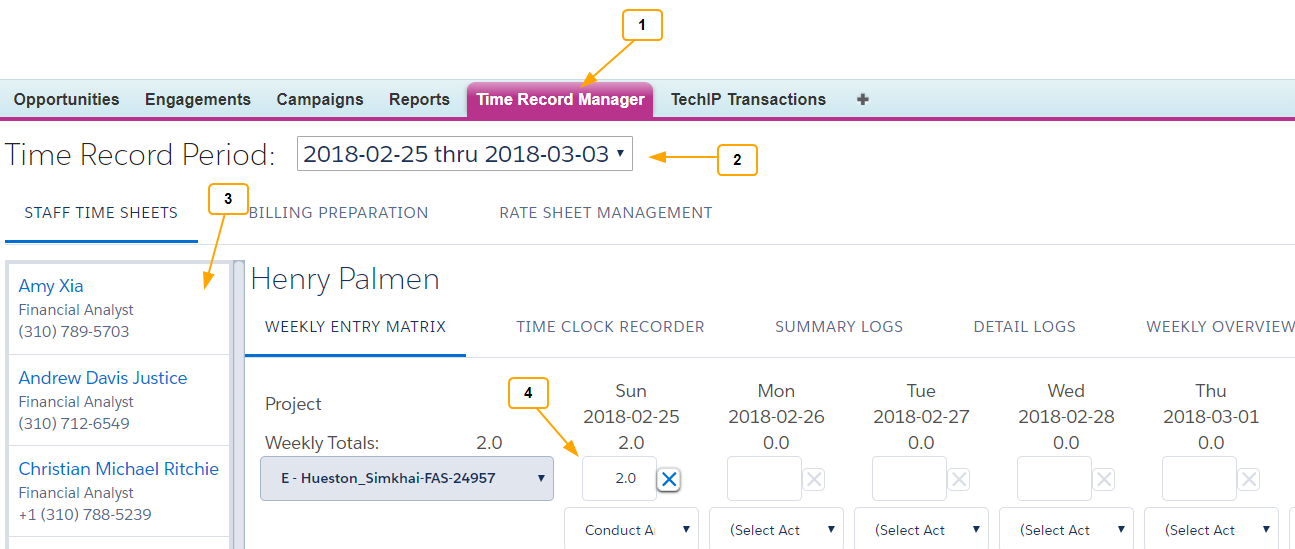 1
Opportunities Engagements Campaigns Reports Time Record Manager TechIP Transactions +
Time Record Period: 2018-02-25 thru 2018-03-03
2
3
STAFF TIME SHEETS BILLING PREPARATION RATE SHEET MANAGEMENT
Amy Xia
Financial Analyst
(310) 789-5703
Andrew Davis Justice
Financial Analyst
(310) 712-6549
Christian Michael Ritchie
Financial Analyst
+1 (310) 788-5239
Henry Palmen
WEEKLY ENTRY MATRIX TIME CLOCK RECORDER SUMMARY LOGS DETAIL LOGS WEEKLY OVERVIEW
4
Sun Mon Tue Wed Thu
Project 2018-02-25 2018-02-26 2018-02-27 2018-02-28 2018-03-01
Weekly Totals: 2.0 2.0 0.0 0.0 0.0 0.0
E - Hueston_Simkhai-FAS-24957 2.0
Conduct A (Select Act (Select Act (Select Act (Select Act